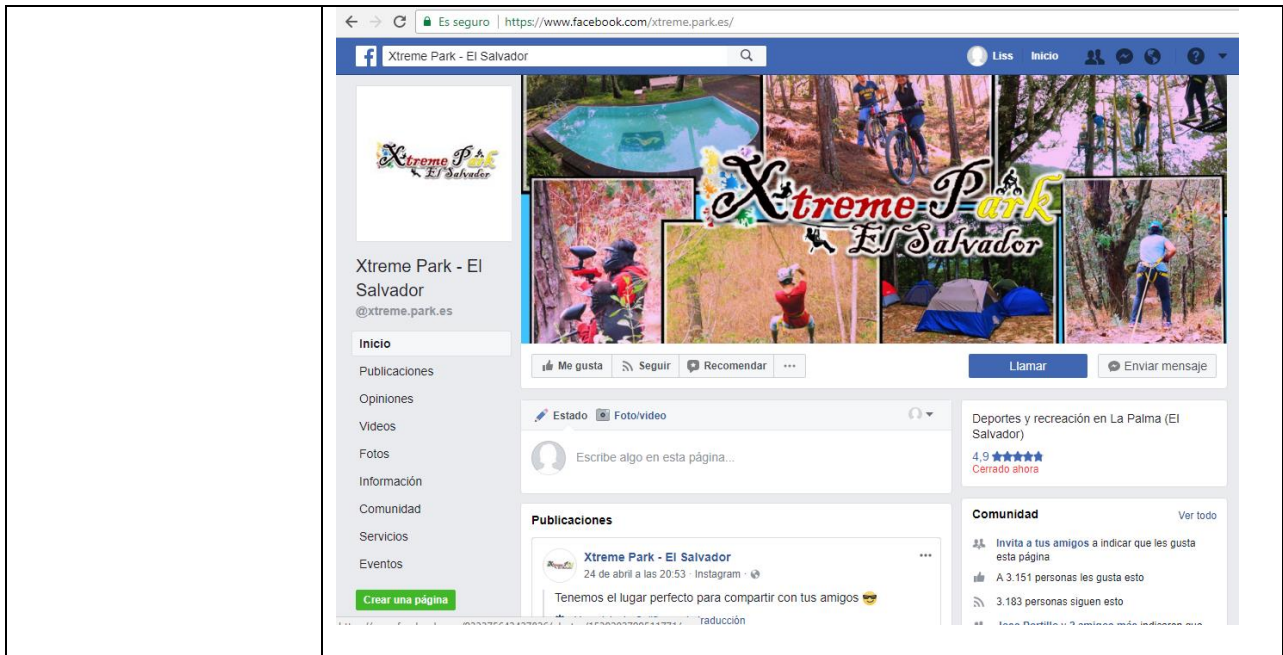 Es seguro | https://www.facebook.com/xtreme.park.es/
Xtreme Park - El Salvador
Liss Inicio
Xtreme Park
El Salvador
Xtreme Park
El Salvador
Xtreme Park - El
Salvador
@xtreme.park.es
Inicio
Publicaciones
Opiniones
Videos
Fotos
Información
Comunidad
Servicios
Eventos
Crear una página
Me gusta Seguir Recomendar ...
Llamar Enviar mensaje
Estado Foto/video
Escribe algo en esta página...
Publicaciones
Xtreme Park - El Salvador
24 de abril a las 20:53 · Instagram ·
Tenemos el lugar perfecto para compartir con tus amigos 😎
Deportes y recreación en La Palma (El
Salvador)
4,9 ★★★★★
Cerrado ahora
Comunidad Ver todo
Invita a tus amigos a indicar que les gusta
esta página
A 3.151 personas les gusta esto
3.183 personas siguen esto